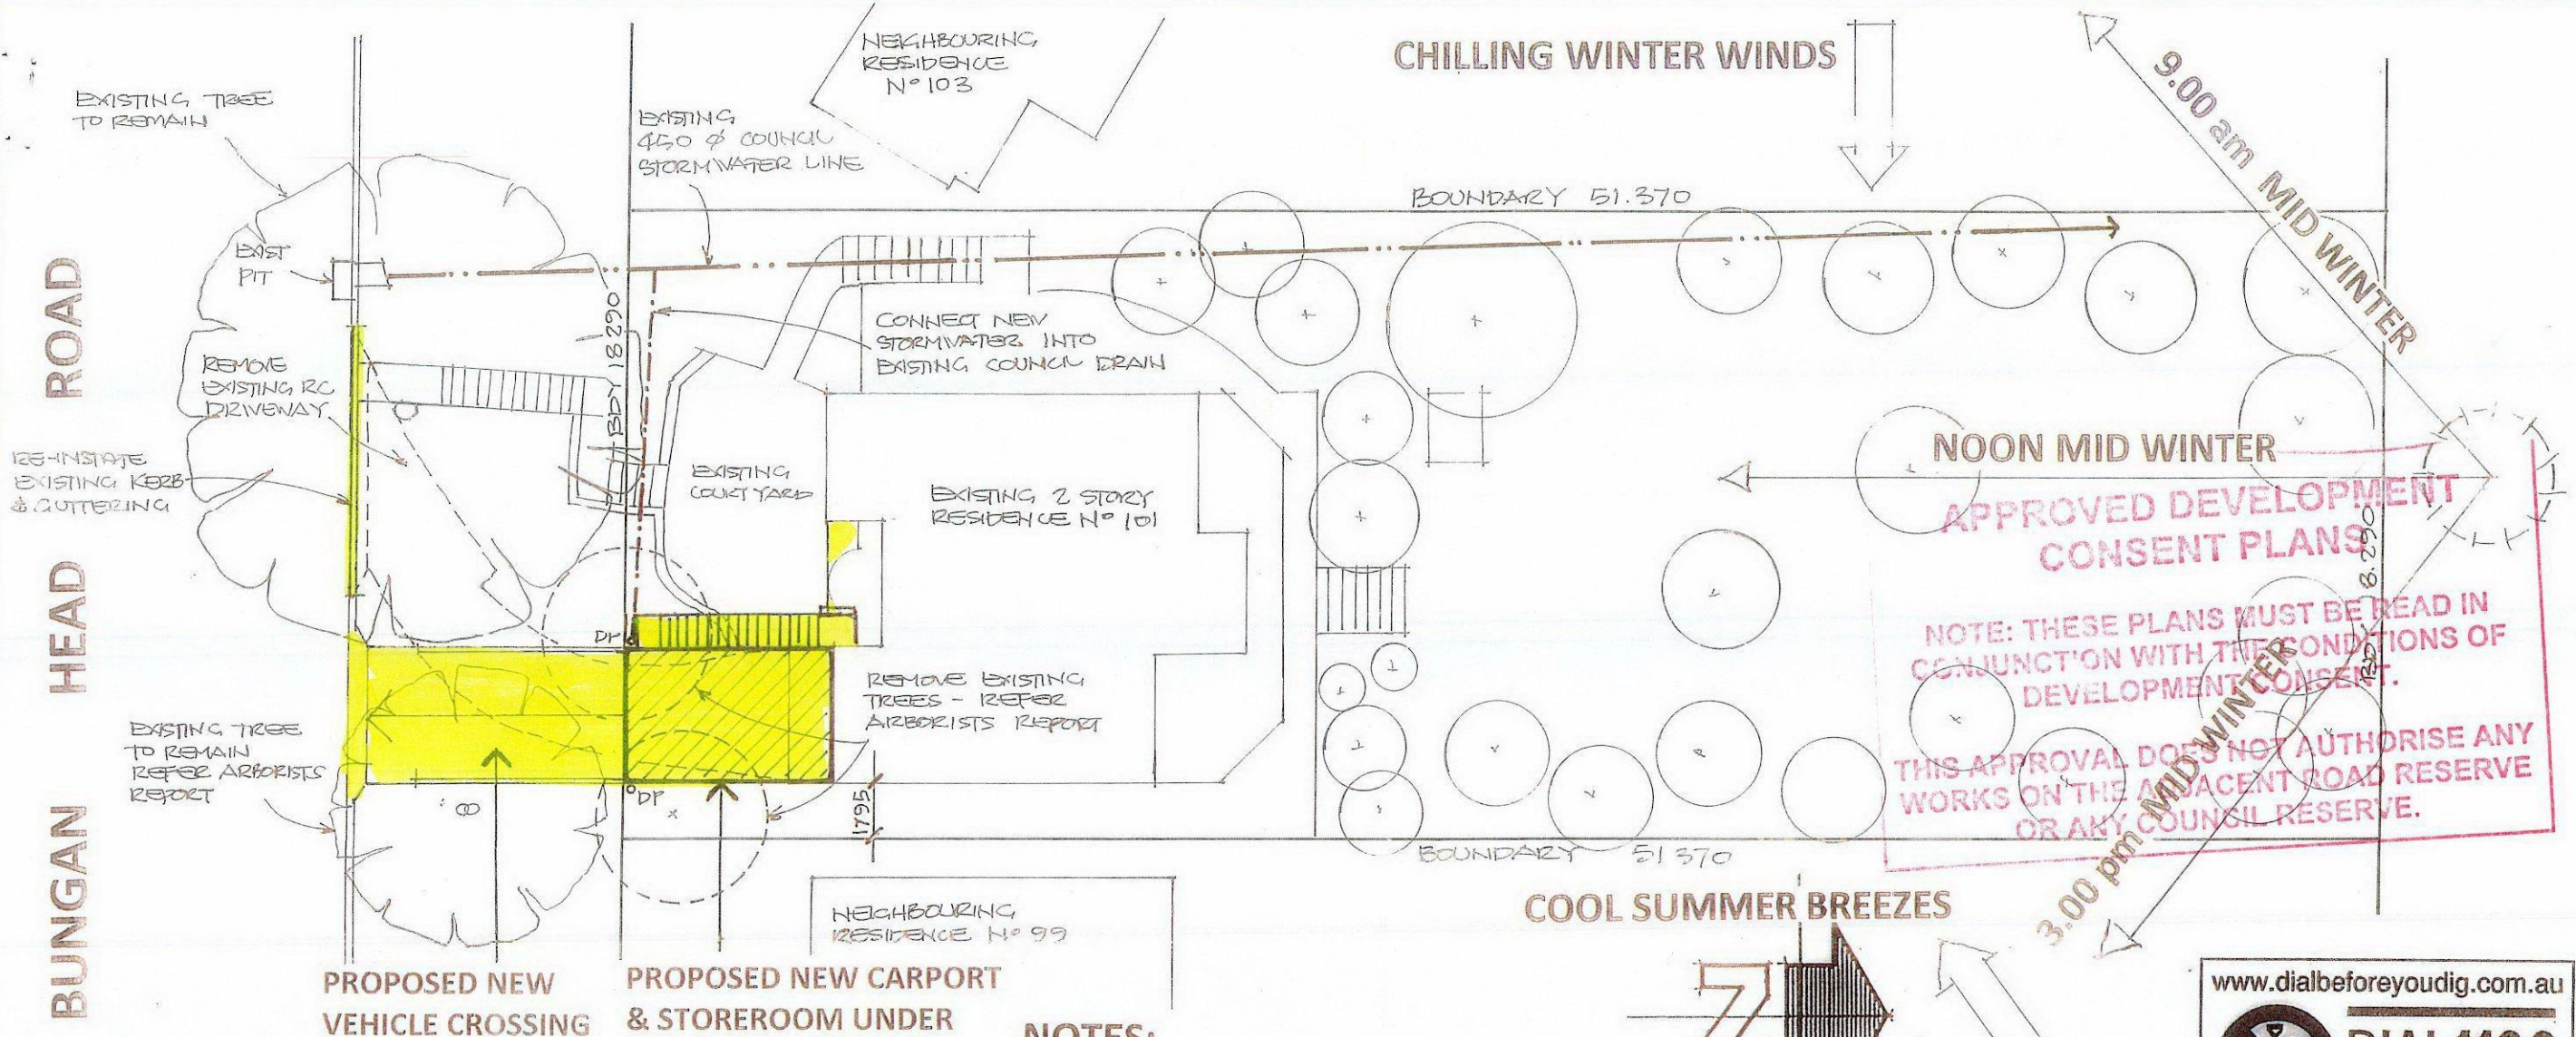 EXISTING TREE
TO REMAIN
NEIGHBOURING
RESIDENCE
Nº 103
EXISTING
450 Ø COUNCIL
STORMWATER LINE
CHILLING WINTER WINDS
9.00 am MID WINTER
BOUNDARY 51.370
EXIST
PIT
ROAD
BDY 18290
CONNECT NEW
STORMWATER INTO
EXISTING COUNCIL DRAIN
REMOVE
EXISTING RC
DRIVEWAY
RE-INSTATE
EXISTING KERB
& GUTTERING
EXISTING
COURTYARD
EXISTING 2 STORY
RESIDENCE Nº 101
NOON MID WINTER
APPROVED DEVELOPMENT
CONSENT PLANS
NOTE: THESE PLANS MUST BE READ IN
CONJUNCT'ON WITH THE CONDITIONS OF
DEVELOPMENT CONSENT.
THIS APPROVAL DOES NOT AUTHORISE ANY
WORKS ON THE ADJACENT ROAD RESERVE
OR ANY COUNCIL RESERVE.
BDY 18.290
HEAD
DP
REMOVE EXISTING
TREES - REFER
ARBORISTS REPORT
EXISTING TREE
TO REMAIN
REFER ARBORISTS
REPORT
DP
1795
BOUNDARY 51 370
3.00 pm MID WINTER
BUNGAN
NEIGHBOURING
RESIDENCE Nº 99
COOL SUMMER BREEZES
PROPOSED NEW
VEHICLE CROSSING
PROPOSED NEW CARPORT
& STOREROOM UNDER
NOTES:
www.dialbeforeyoudig.com.au